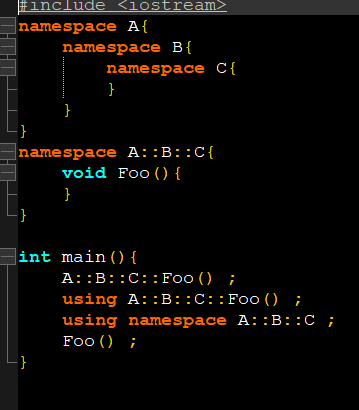 #include <iostream>
namespace A{
namespace B{
namespace C{
}
}
}
namespace A::B::C{
void Foo(){
}
}
int main(){
A::B::C::Foo() ;
using A::B::C::Foo() ;
using namespace A::B::C ;
Foo() ;
}